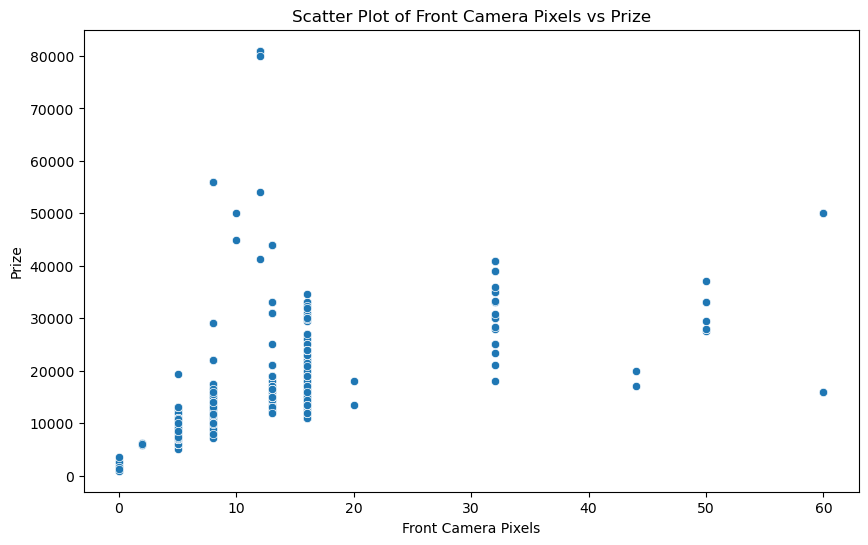 Scatter Plot of Front Camera Pixels vs Prize
80000
70000
60000
50000
40000
30000
20000
10000
0
Prize
0 10 20 30 40 50 60
Front Camera Pixels